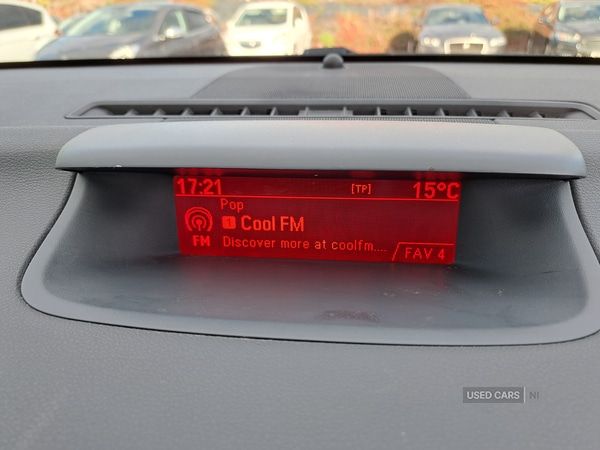 17:21 [TP] 15°C
Pop
1 Cool FM
FM Discover more at coolfm.... FAV 4
USED CARS NI